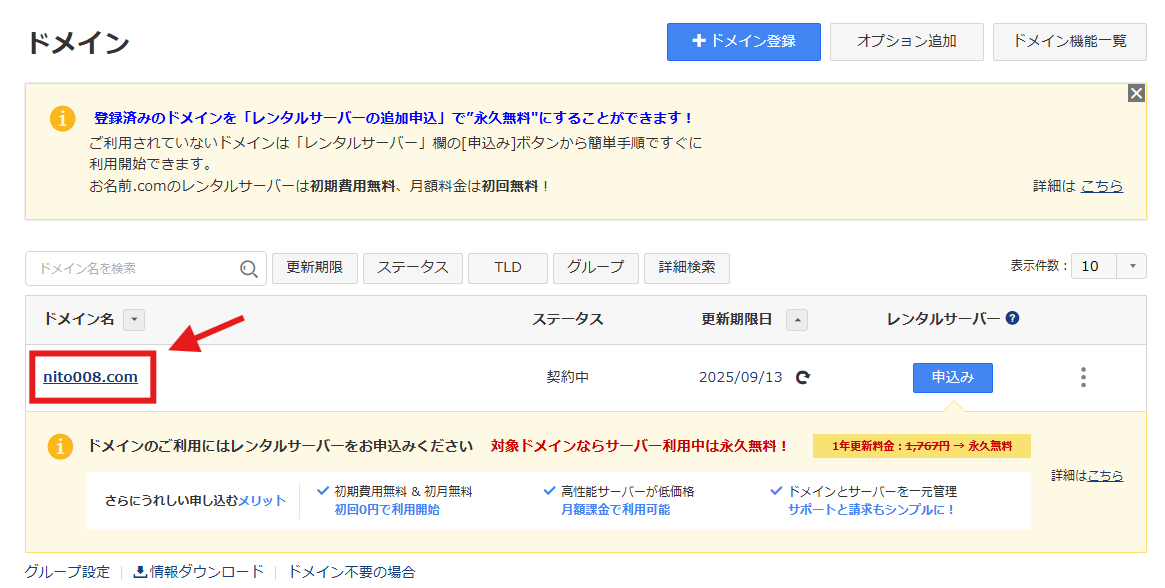 ドメイン
+ドメイン登録
オプション追加
ドメイン機能一覧
登録済みのドメインを「レンタルサーバーの追加申込」で”永久無料"にすることができます！
ご利用されていないドメインは「レンタルサーバー」欄の[申込み]ボタンから簡単手順ですぐに
利用開始できます。
お名前.comのレンタルサーバーは初期費用無料、月額料金は初回無料！
詳細は こちら
ドメイン名を検索
更新期限
ステータス
TLD
グループ
詳細検索
表示件数：
10
ドメイン名
ステータス
更新期限日
レンタルサーバー ?
nito008.com
契約中
2025/09/13
申込み
ドメインのご利用にはレンタルサーバーをお申込みください
対象ドメインならサーバー利用中は永久無料！
1年更新料金：1,767円 → 永久無料
詳細はこちら
さらにうれしい申し込むメリット
初期費用無料 & 初月無料
初回0円で利用開始
高性能サーバーが低価格
月額課金で利用可能
ドメインとサーバーを一元管理
サポートと請求もシンプルに！
グループ設定
情報ダウンロード
ドメイン不要の場合